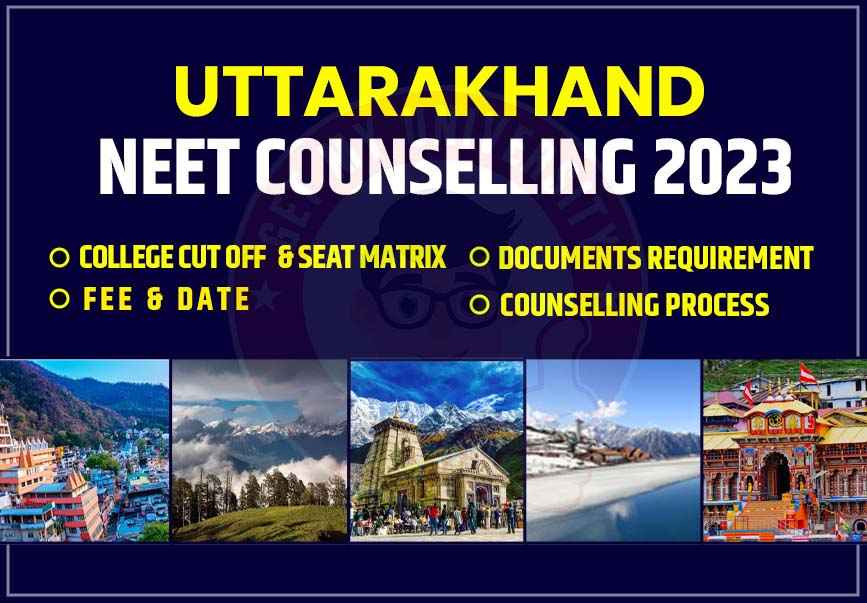 UTTARAKHAND
NEET COUNSELLING 2023
COLLEGE CUT OFF & SEAT MATRIX
FEE & DATE
DOCUMENTS REQUIREMENT
COUNSELLING PROCESS